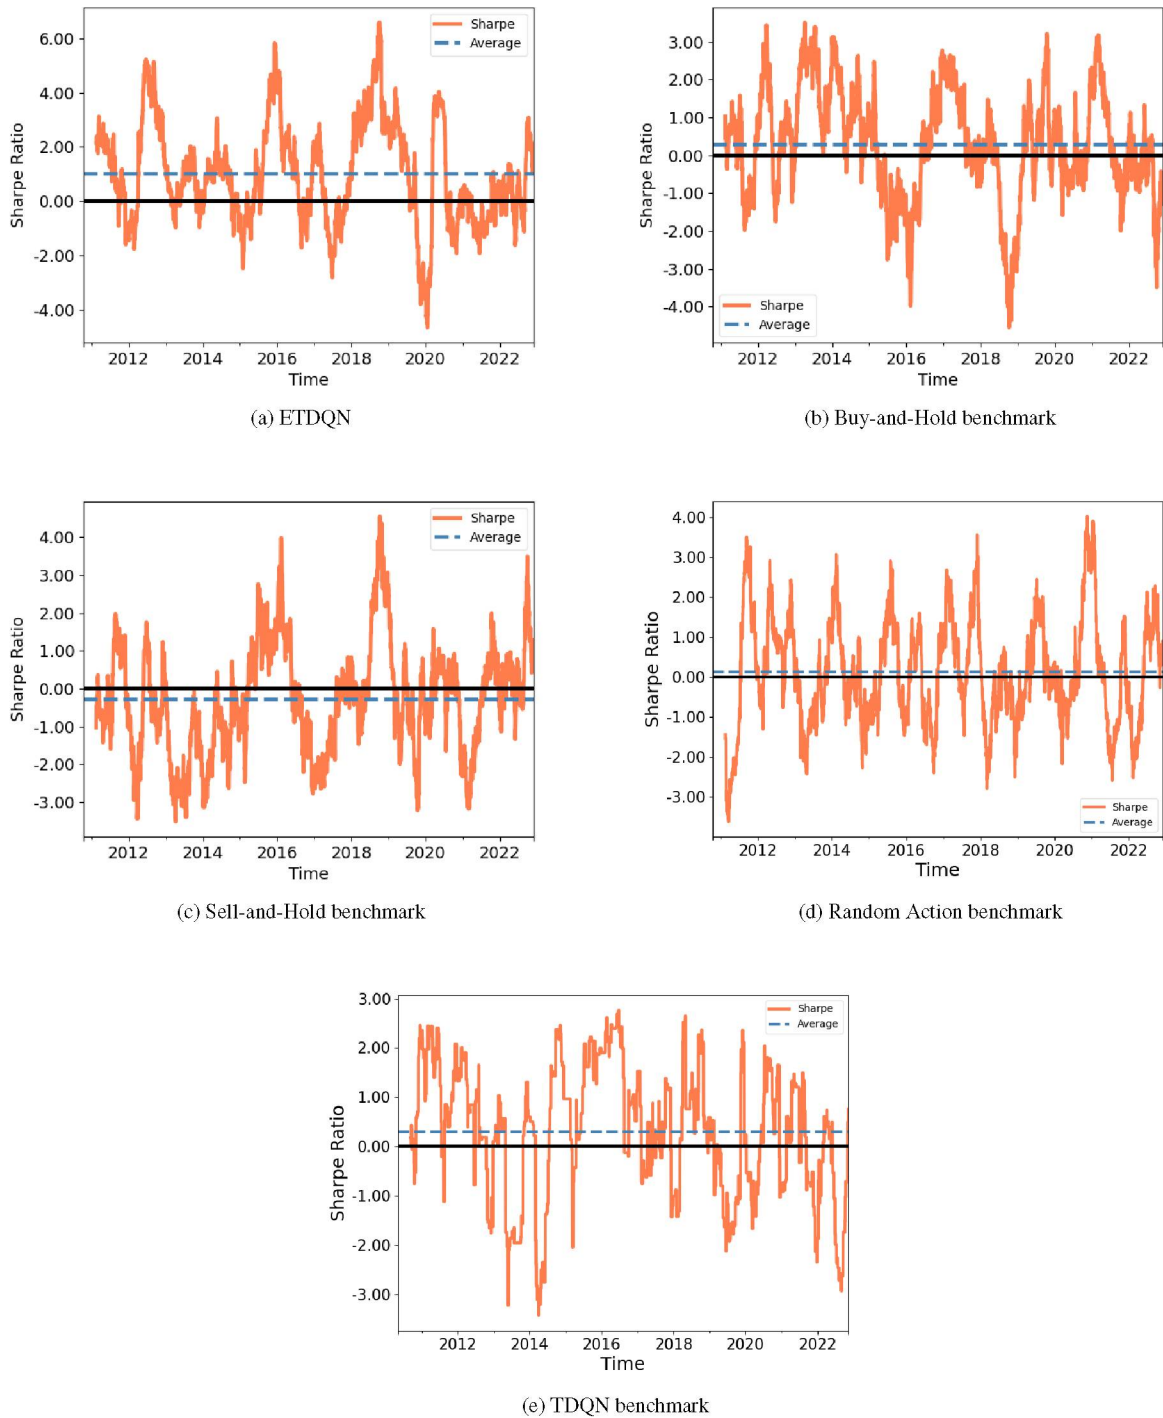 6.00
4.00
2.00
0.00
-2.00
-4.00
Sharpe Ratio
Sharpe
Average
2012 2014 2016 2018 2020 2022
Time
(a) ETDQN
3.00
2.00
1.00
0.00
-1.00
-2.00
-3.00
-4.00
Sharpe Ratio
Sharpe
Average
2012 2014 2016 2018 2020 2022
Time
(b) Buy-and-Hold benchmark
4.00
3.00
2.00
1.00
0.00
-1.00
-2.00
-3.00
Sharpe Ratio
Sharpe
Average
2012 2014 2016 2018 2020 2022
Time
(c) Sell-and-Hold benchmark
4.00
3.00
2.00
1.00
0.00
-1.00
-2.00
-3.00
Sharpe Ratio
Sharpe
Average
2012 2014 2016 2018 2020 2022
Time
(d) Random Action benchmark
3.00
2.00
1.00
0.00
-1.00
-2.00
-3.00
Sharpe Ratio
Sharpe
Average
2012 2014 2016 2018 2020 2022
Time
(e) TDQN benchmark